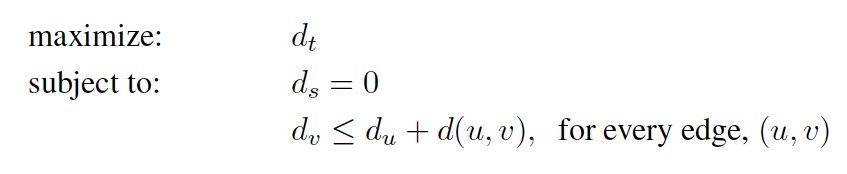 maximize: d_t
subject to: d_s = 0
d_v ≤ d_u + d(u, v), for every edge, (u, v)